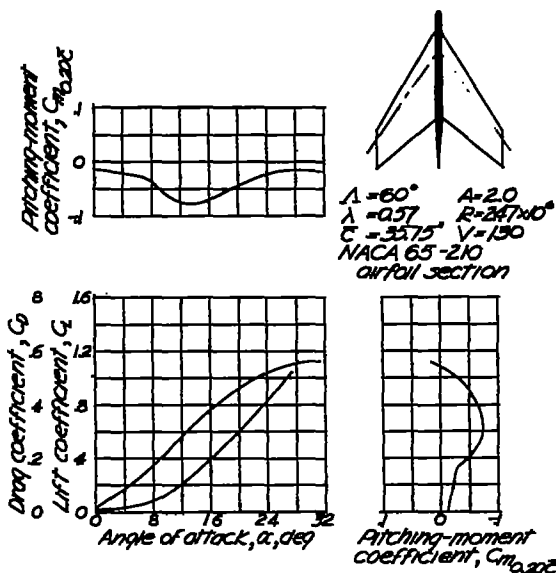 Pitching-moment
coefficient, Cm0.20c̄
.1
0
-.1
Λ=60° A=2.0
λ=0.57 R=2.47×10⁶
c̄=35.75" V=130
NACA 65-210
airfoil section
Drag coefficient, CD
.8
.6
.4
.2
0
Lift coefficient, CL
1.6
1.2
.8
.4
0
0 8 16 24 32
Angle of attack, α, deg
.1 0 -.1
Pitching-moment
coefficient, Cm0.20c̄